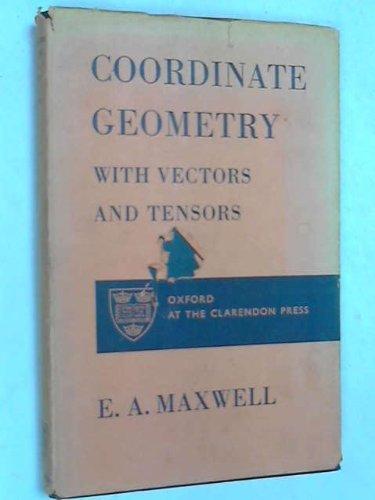 COORDINATE
GEOMETRY
WITH VECTORS
AND TENSORS
OXFORD
AT THE CLARENDON PRESS
E. A. MAXWELL